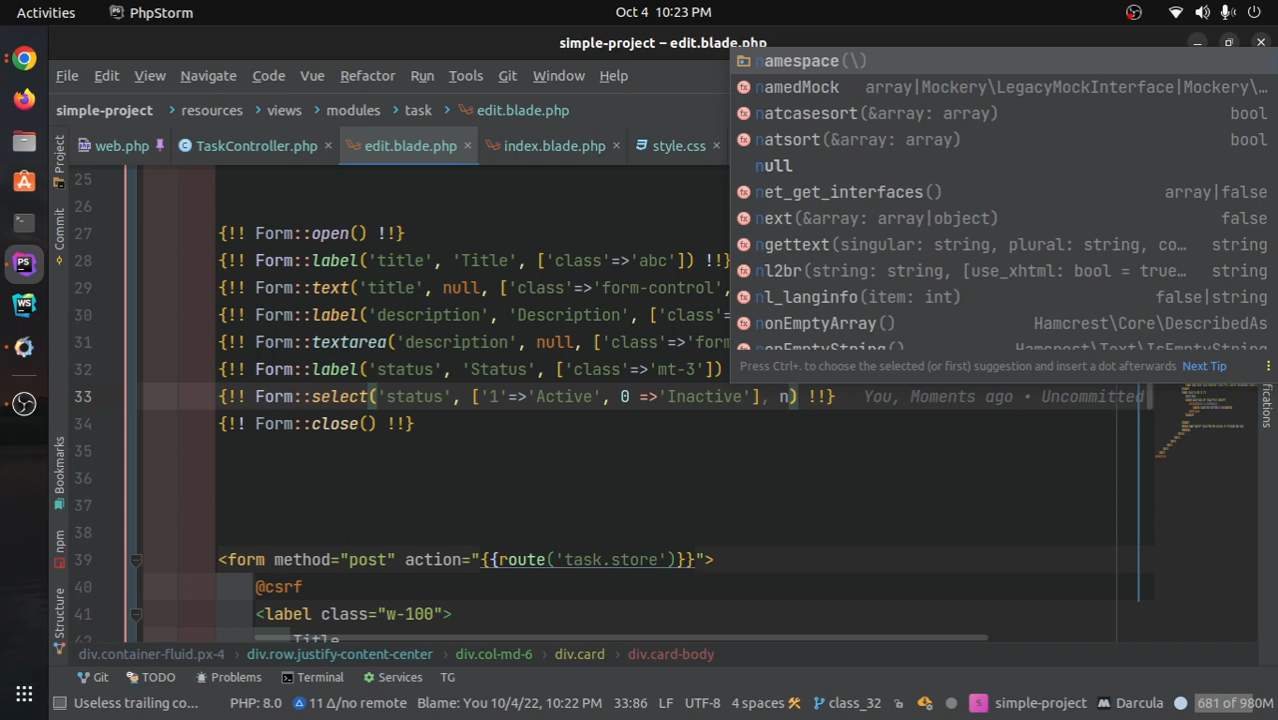 Activities PhpStorm Oct 4 10:23 PM
simple-project – edit.blade.php
File Edit View Navigate Code Vue Refactor Run Tools Git Window Help
simple-project resources views modules task edit.blade.php
web.php TaskController.php edit.blade.php index.blade.php style.css
namespace(\)
namedMock array|Mockery\LegacyMockInterface|Mockery\…
natcasesort(&array: array) bool
natsort(&array: array) bool
null
net_get_interfaces() array|false
next(&array: array|object) false
ngettext(singular: string, plural: string, co… string
nl2br(string: string, [use_xhtml: bool = true… string
nl_langinfo(item: int) false|string
nonEmptyArray() Hamcrest\Core\DescribedAs
nonEmptyString() Hamcrest\Text\IsEmptyString
Press Ctrl+. to choose the selected (or first) suggestion and insert a dot afterwards Next Tip
Project
Commit
Bookmarks
npm
Structure
25
26
27 {!! Form::open() !!}
28 {!! Form::label('title', 'Title', ['class'=>'abc']) !!}
29 {!! Form::text('title', null, ['class'=>'form-control',
30 {!! Form::label('description', 'Description', ['class'=
31 {!! Form::textarea('description', null, ['class'=>'form
32 {!! Form::label('status', 'Status', ['class'=>'mt-3'])
33 {!! Form::select('status', ['1'=>'Active', 0 =>'Inactive'], n) !!} You, Moments ago • Uncommitted
34 {!! Form::close() !!}
35
36
37
38
39 <form method="post" action="{{route('task.store')}}">
40 @csrf
41 <label class="w-100">
42 Title
ifications
div.container-fluid.px-4 div.row.justify-content-center div.col-md-6 div.card div.card-body
Git TODO Problems Terminal Services TG
Useless trailing co… PHP: 8.0 11 Δ/no remote Blame: You 10/4/22, 10:22 PM 33:86 LF UTF-8 4 spaces class_32 S simple-project Darcula 681 of 980M